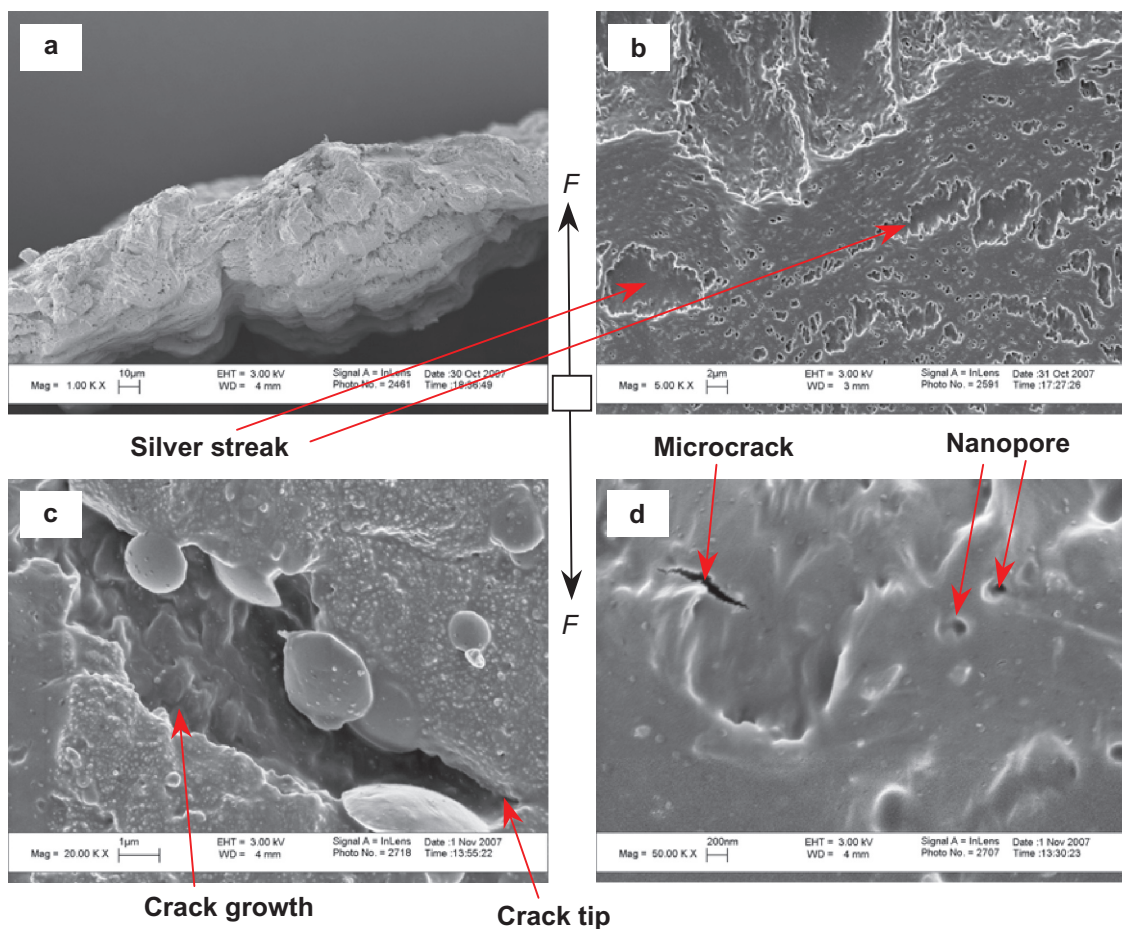 a
b
F
10µm
Mag = 1.00 K X
EHT = 3.00 kV
WD = 4 mm
Signal A = InLens
Photo No. = 2461
Date :30 Oct 2007
Time :18:36:49
2µm
Mag = 5.00 K X
EHT = 3.00 kV
WD = 3 mm
Signal A = InLens
Photo No. = 2591
Date :31 Oct 2007
Time :17:27:26
Silver streak
Microcrack
Nanopore
c
d
F
1µm
Mag = 20.00 K X
EHT = 3.00 kV
WD = 4 mm
Signal A = InLens
Photo No. = 2718
Date :1 Nov 2007
Time :13:55:22
200nm
Mag = 50.00 K X
EHT = 3.00 kV
WD = 4 mm
Signal A = InLens
Photo No. = 2707
Date :1 Nov 2007
Time :13:30:23
Crack growth
Crack tip